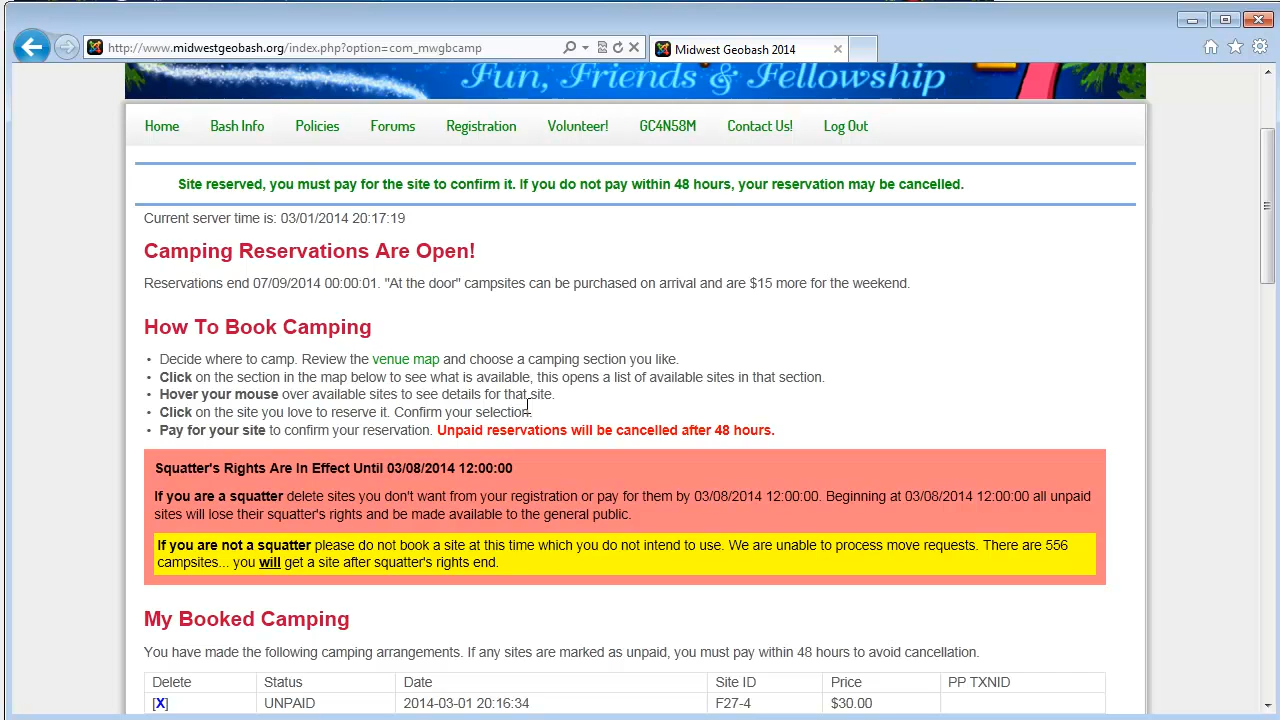 http://www.midwestgeobash.org/index.php?option=com_mwgbcamp
Midwest Geobash 2014
Fun, Friends & Fellowship
Home Bash Info Policies Forums Registration Volunteer! GC4N58M Contact Us! Log Out
Site reserved, you must pay for the site to confirm it. If you do not pay within 48 hours, your reservation may be cancelled.
Current server time is: 03/01/2014 20:17:19
Camping Reservations Are Open!
Reservations end 07/09/2014 00:00:01. "At the door" campsites can be purchased on arrival and are $15 more for the weekend.
How To Book Camping
• Decide where to camp. Review the venue map and choose a camping section you like.
• Click on the section in the map below to see what is available, this opens a list of available sites in that section.
• Hover your mouse over available sites to see details for that site.
• Click on the site you love to reserve it. Confirm your selection.
• Pay for your site to confirm your reservation. Unpaid reservations will be cancelled after 48 hours.
Squatter's Rights Are In Effect Until 03/08/2014 12:00:00
If you are a squatter delete sites you don't want from your registration or pay for them by 03/08/2014 12:00:00. Beginning at 03/08/2014 12:00:00 all unpaid
sites will lose their squatter's rights and be made available to the general public.
If you are not a squatter please do not book a site at this time which you do not intend to use. We are unable to process move requests. There are 556
campsites... you will get a site after squatter's rights end.
My Booked Camping
You have made the following camping arrangements. If any sites are marked as unpaid, you must pay within 48 hours to avoid cancellation.
Delete Status Date Site ID Price PP TXNID
[X] UNPAID 2014-03-01 20:16:34 F27-4 $30.00